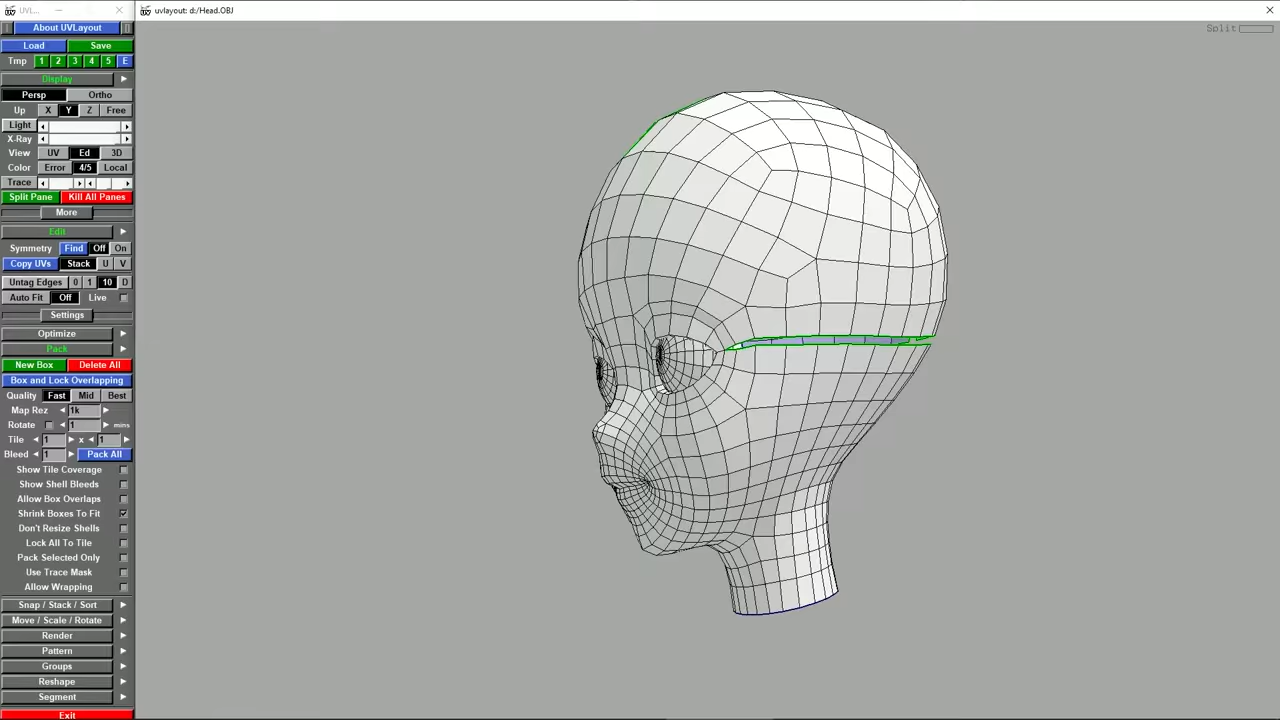 UVL...
uvlayout: d:/Head.OBJ
Split
About UVLayout
Load Save
Tmp 1 2 3 4 5 E
Display
Persp Ortho
Up X Y Z Free
Light
X-Ray
View UV Ed 3D
Color Error 4/5 Local
Trace
Split Pane Kill All Panes
More
Edit
Symmetry Find Off On
Copy UVs Stack U V
Untag Edges 0 1 10 D
Auto Fit Off Live
Settings
Optimize
Pack
New Box Delete All
Box and Lock Overlapping
Quality Fast Mid Best
Map Rez 1k
Rotate 1 mins
Tile 1 x 1
Bleed 1 Pack All
Show Tile Coverage
Show Shell Bleeds
Allow Box Overlaps
Shrink Boxes To Fit
Don't Resize Shells
Lock All To Tile
Pack Selected Only
Use Trace Mask
Allow Wrapping
Snap / Stack / Sort
Move / Scale / Rotate
Render
Pattern
Groups
Reshape
Segment
Exit